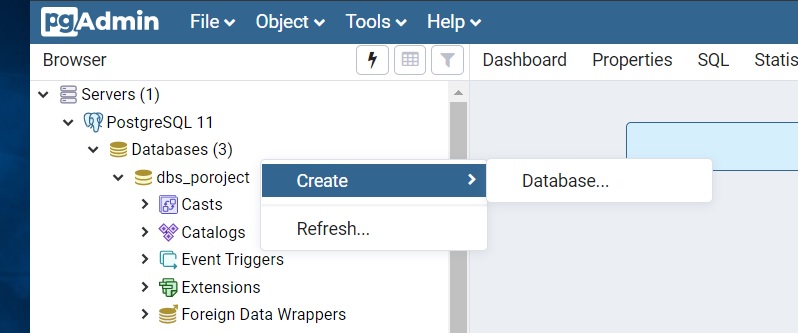 pgAdmin File Object Tools Help
Browser Dashboard Properties SQL Statis
Servers (1)
PostgreSQL 11
Databases (3)
dbs_poroject Create Database...
Casts
Catalogs Refresh...
Event Triggers
Extensions
Foreign Data Wrappers